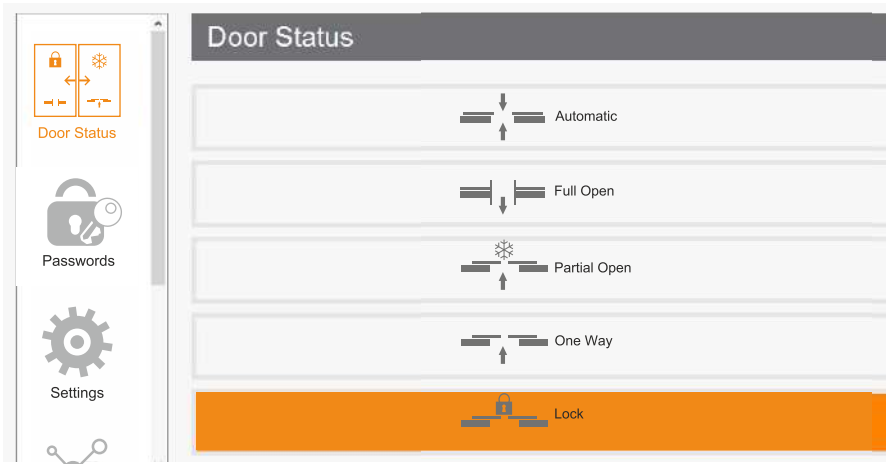 Door Status
Door Status
Automatic
Full Open
Passwords
Partial Open
One Way
Settings
Lock